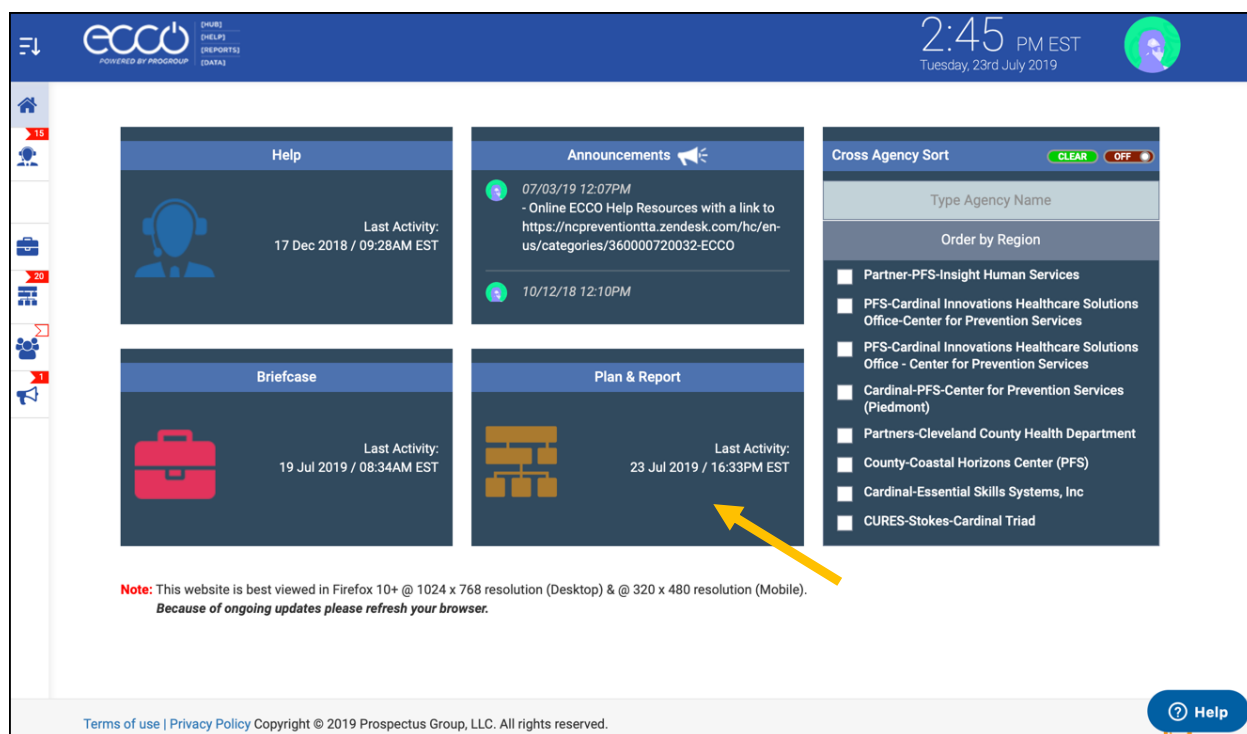 ecco
POWERED BY PROGROUP
[HUB]
[HELP]
[REPORTS]
[DATA]
2:45 PM EST
Tuesday, 23rd July 2019
15
20
1
Help
Last Activity:
17 Dec 2018 / 09:28AM EST
Announcements
07/03/19 12:07PM
- Online ECCO Help Resources with a link to
https://ncpreventiontta.zendesk.com/hc/en-
us/categories/360000720032-ECCO
10/12/18 12:10PM
Cross Agency Sort
CLEAR
OFF
Type Agency Name
Order by Region
Partner-PFS-Insight Human Services
PFS-Cardinal Innovations Healthcare Solutions
Office-Center for Prevention Services
PFS-Cardinal Innovations Healthcare Solutions
Office - Center for Prevention Services
Cardinal-PFS-Center for Prevention Services
(Piedmont)
Partners-Cleveland County Health Department
County-Coastal Horizons Center (PFS)
Cardinal-Essential Skills Systems, Inc
CURES-Stokes-Cardinal Triad
Briefcase
Last Activity:
19 Jul 2019 / 08:34AM EST
Plan & Report
Last Activity:
23 Jul 2019 / 16:33PM EST
Note: This website is best viewed in Firefox 10+ @ 1024 x 768 resolution (Desktop) & @ 320 x 480 resolution (Mobile).
Because of ongoing updates please refresh your browser.
Terms of use | Privacy Policy Copyright © 2019 Prospectus Group, LLC. All rights reserved.
Help